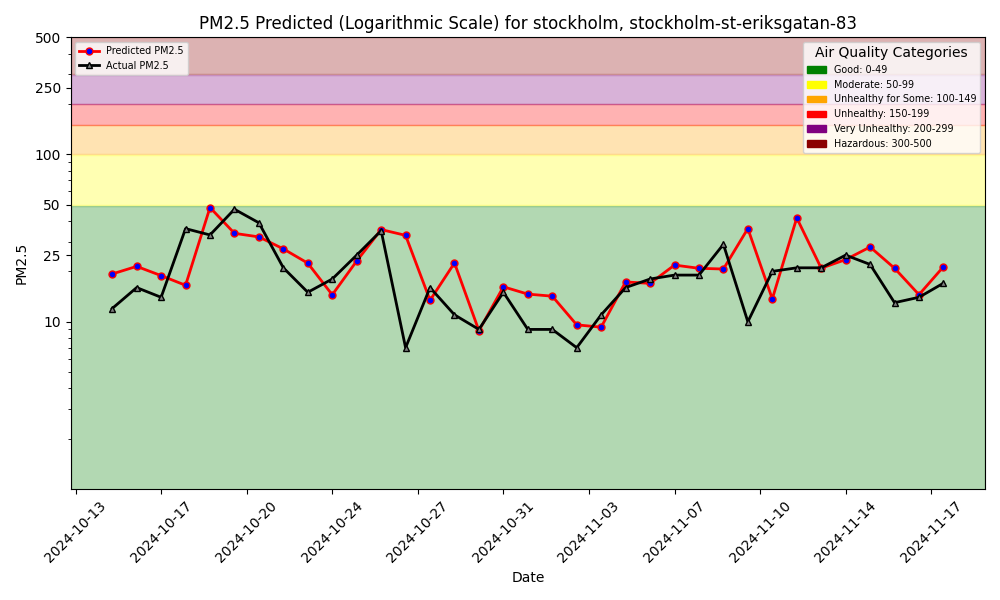 PM2.5 Predicted (Logarithmic Scale) for stockholm, stockholm-st-eriksgatan-83
Predicted PM2.5
Actual PM2.5
Air Quality Categories
Good: 0-49
Moderate: 50-99
Unhealthy for Some: 100-149
Unhealthy: 150-199
Very Unhealthy: 200-299
Hazardous: 300-500
PM2.5
500
250
100
50
25
10
2024-10-13
2024-10-17
2024-10-20
2024-10-24
2024-10-27
2024-10-31
2024-11-03
2024-11-07
2024-11-10
2024-11-14
2024-11-17
Date